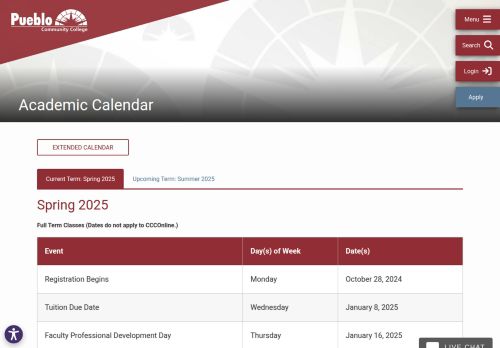 Pueblo
Community College
Menu
Search
Login
Apply
Academic Calendar
EXTENDED CALENDAR
Current Term: Spring 2025
Upcoming Term: Summer 2025
Spring 2025
Full Term Classes (Dates do not apply to CCCOnline.)
Event Day(s) of Week Date(s)
Registration Begins Monday October 28, 2024
Tuition Due Date Wednesday January 8, 2025
Faculty Professional Development Day Thursday January 16, 2025
LIVE CHAT